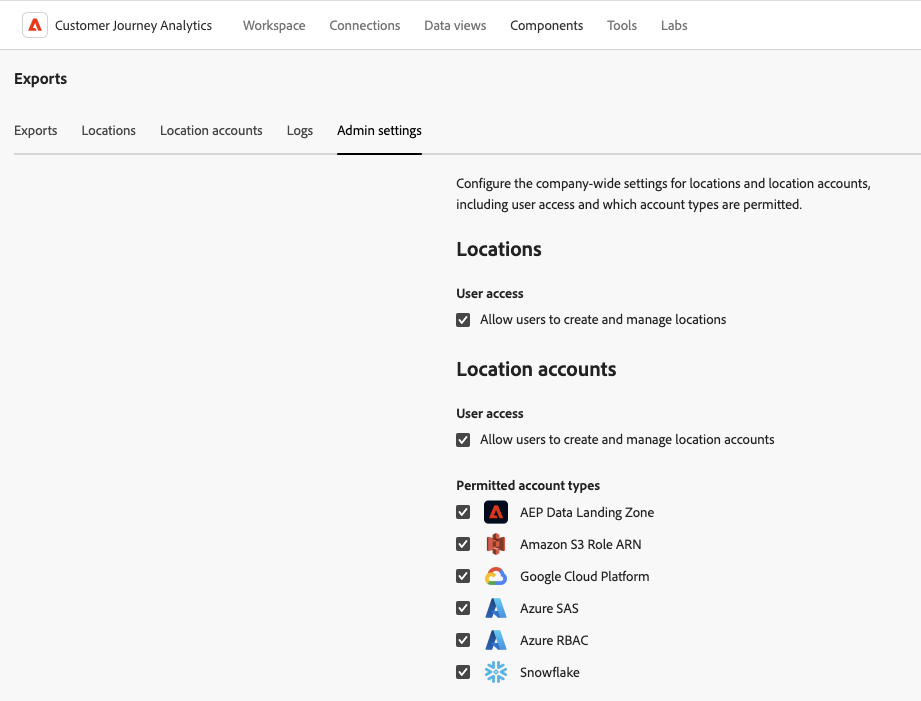 Customer Journey Analytics Workspace Connections Data views Components Tools Labs
Exports
Exports Locations Location accounts Logs Admin settings
Configure the company-wide settings for locations and location accounts,
including user access and which account types are permitted.
Locations
User access
Allow users to create and manage locations
Location accounts
User access
Allow users to create and manage location accounts
Permitted account types
AEP Data Landing Zone
Amazon S3 Role ARN
Google Cloud Platform
Azure SAS
Azure RBAC
Snowflake